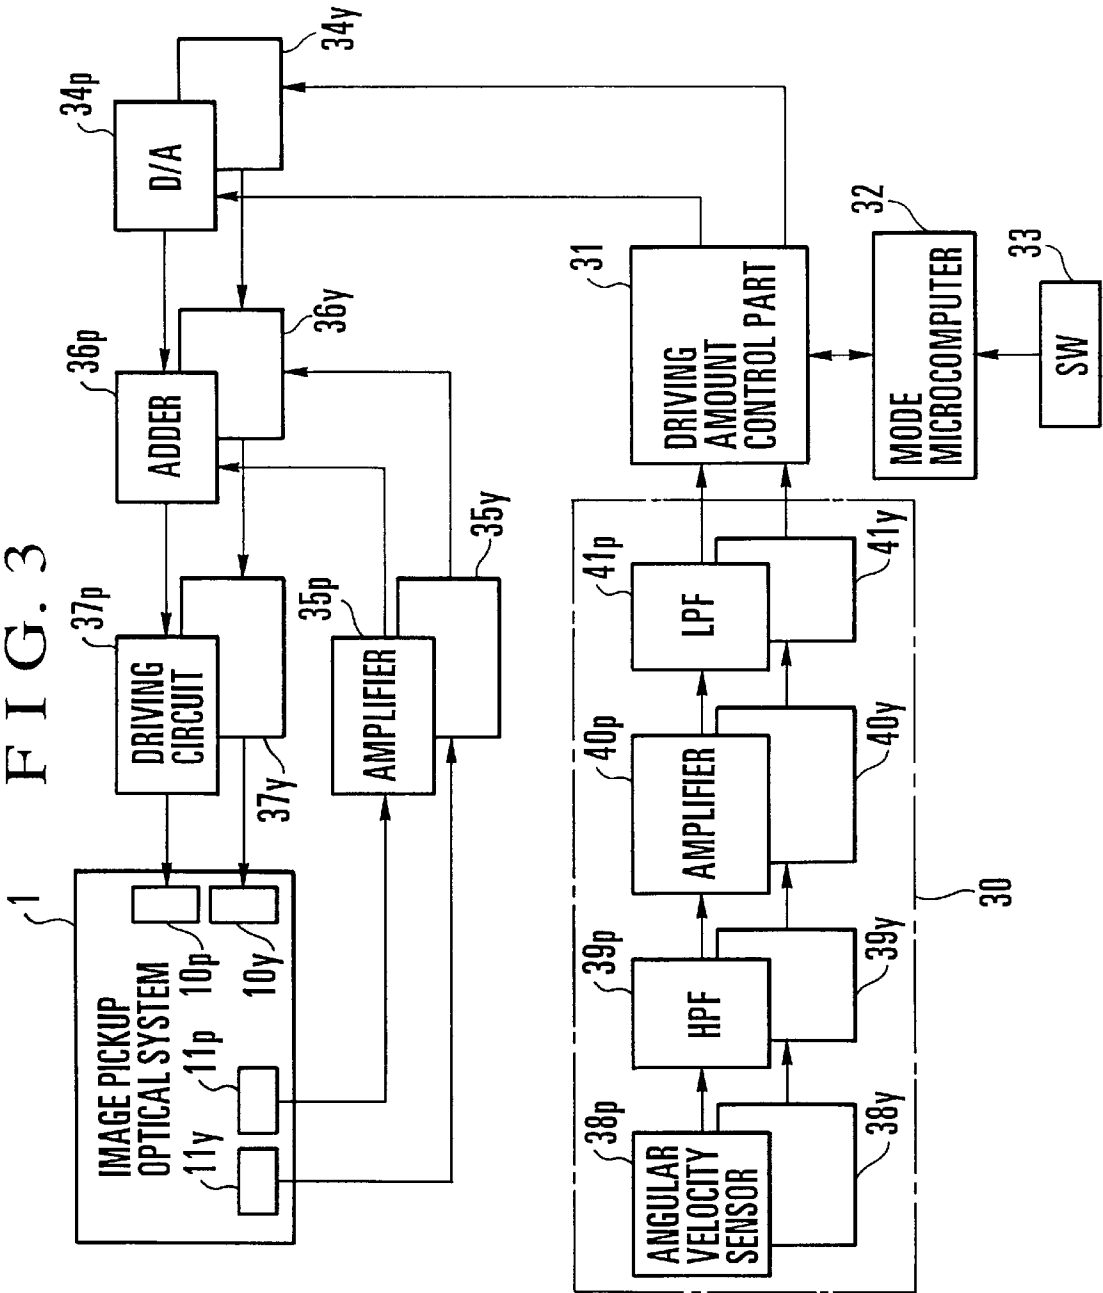 FIG. 3
1
IMAGE PICKUP
OPTICAL SYSTEM
10p
10y
11p
11y
37p
DRIVING
CIRCUIT
37y
36p
ADDER
36y
34p
D/A
34y
35p
AMPLIFIER
35y
38p
ANGULAR
VELOCITY
SENSOR
38y
39p
HPF
39y
40p
AMPLIFIER
40y
41p
LPF
41y
30
31
DRIVING
AMOUNT
CONTROL PART
32
MODE
MICROCOMPUTER
33
SW